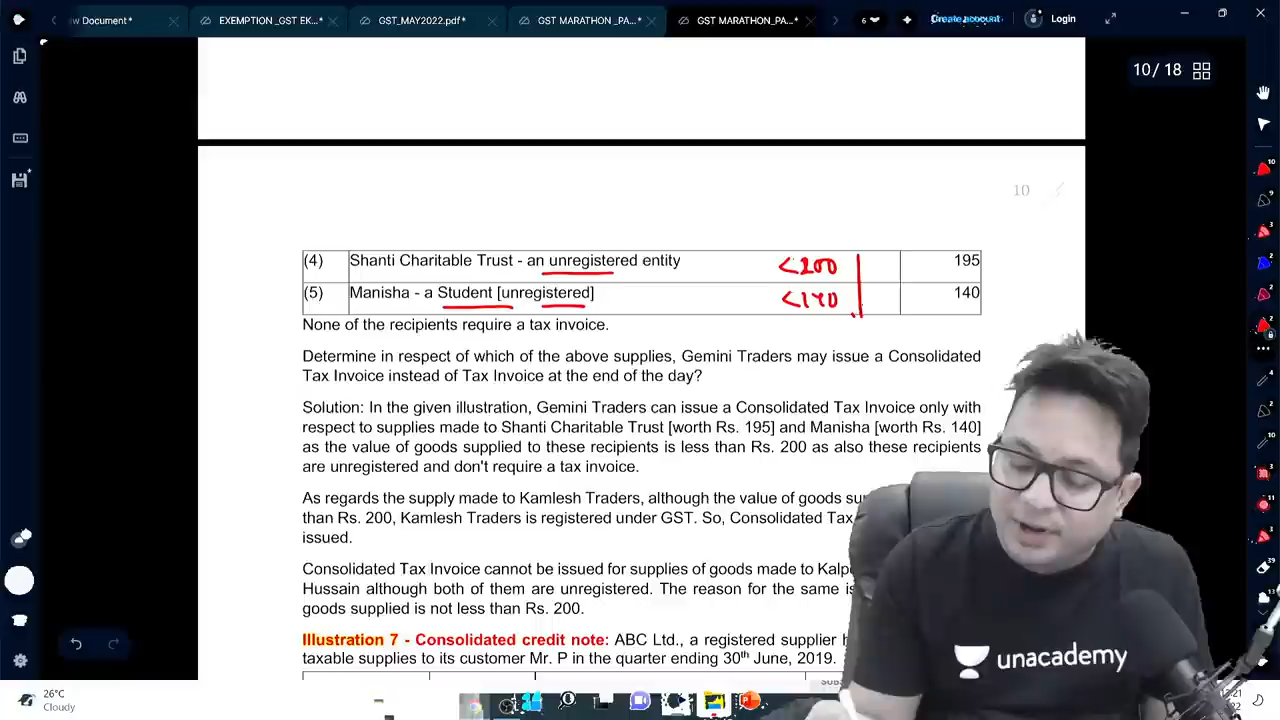 ew Document*
EXEMPTION _GST EK...*
GST_MAY2022.pdf*
GST MARATHON _PA...*
GST MARATHON_PA...*
6
Create account
Login
10/ 18
10
(4) Shanti Charitable Trust - an unregistered entity <200 195
(5) Manisha - a Student [unregistered] <140 140
None of the recipients require a tax invoice.
Determine in respect of which of the above supplies, Gemini Traders may issue a Consolidated
Tax Invoice instead of Tax Invoice at the end of the day?
Solution: In the given illustration, Gemini Traders can issue a Consolidated Tax Invoice only with
respect to supplies made to Shanti Charitable Trust [worth Rs. 195] and Manisha [worth Rs. 140]
as the value of goods supplied to these recipients is less than Rs. 200 as also these recipients
are unregistered and don't require a tax invoice.
As regards the supply made to Kamlesh Traders, although the value of goods su
than Rs. 200, Kamlesh Traders is registered under GST. So, Consolidated Tax
issued.
Consolidated Tax Invoice cannot be issued for supplies of goods made to Kalp
Hussain although both of them are unregistered. The reason for the same is
goods supplied is not less than Rs. 200.
Illustration 7 - Consolidated credit note: ABC Ltd., a registered supplier h
taxable supplies to its customer Mr. P in the quarter ending 30th June, 2019.
unacademy
26°C
Cloudy